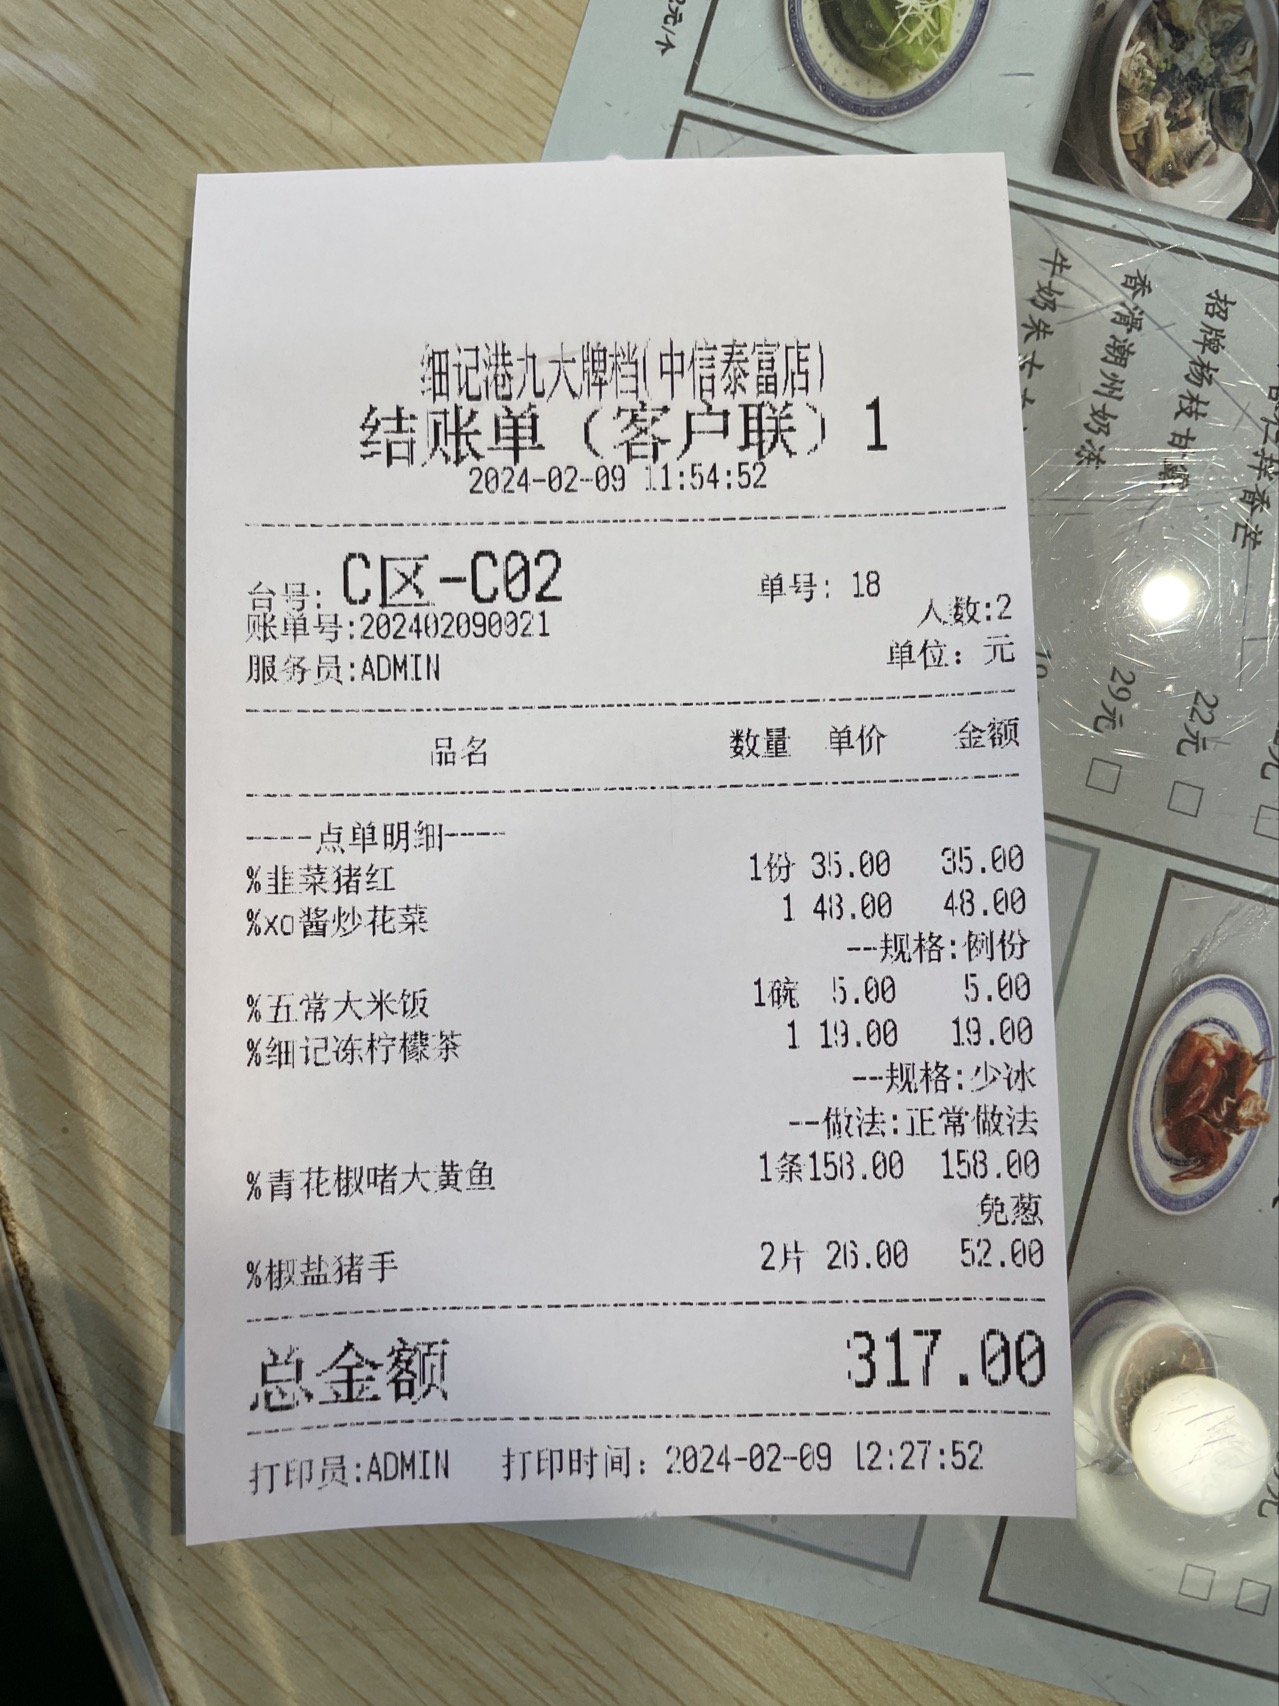 细记港九大牌档(中信泰富店)
结账单（客户联）1
2024-02-09 11:54:52
台号: C区-C02 单号: 18
账单号:202402090021 人数:2
服务员:ADMIN 单位: 元
品名 数量 单价 金额
----点单明细----
%韭菜猪红 1份 35.00 35.00
%xo酱炒花菜 1 48.00 48.00
--规格:例份
%五常大米饭 1碗 5.00 5.00
%细记冻柠檬茶 1 19.00 19.00
--规格:少冰
--做法:正常做法
%青花椒啫大黄鱼 1条 158.00 158.00
免葱
%椒盐猪手 2片 26.00 52.00
总金额 317.00
打印员:ADMIN 打印时间: 2024-02-09 12:27:52
招牌杨枝甘露 22元
香滑潮州奶冻 29元
牛奶朱
拌香芒
元/个